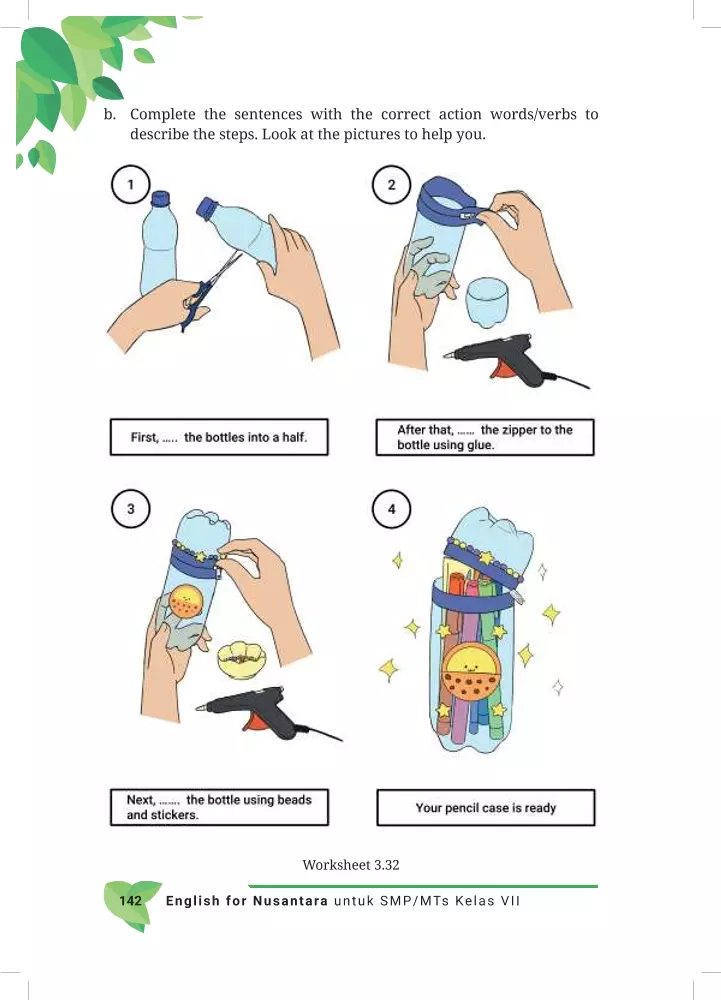 b. Complete the sentences with the correct action words/verbs to
describe the steps. Look at the pictures to help you.
1
2
First, ..... the bottles into a half.
After that, ...... the zipper to the
bottle using glue.
3
4
Next, ....... the bottle using beads
and stickers.
Your pencil case is ready
Worksheet 3.32
142 English for Nusantara untuk SMP/MTs Kelas VII